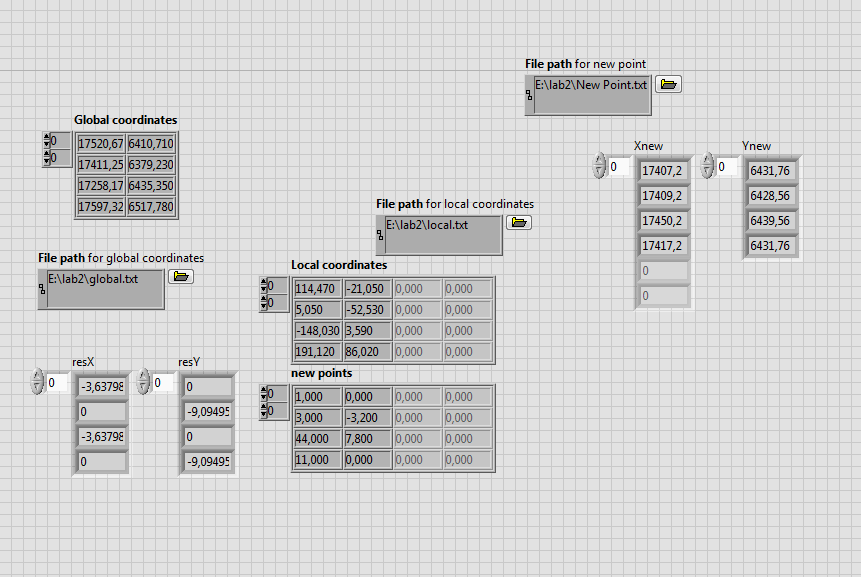 File path for new point
E:\lab2\New Point.txt
Global coordinates
0
0
17520,67 6410,710
17411,25 6379,230
17258,17 6435,350
17597,32 6517,780
Xnew
0
17407,2
17409,2
17450,2
17417,2
0
0
Ynew
0
6431,76
6428,56
6439,56
6431,76
File path for local coordinates
E:\lab2\local.txt
File path for global coordinates
E:\lab2\global.txt
Local coordinates
0
0
114,470 -21,050 0,000 0,000
5,050 -52,530 0,000 0,000
-148,030 3,590 0,000 0,000
191,120 86,020 0,000 0,000
resX
0
-3,63798
0
-3,63798
0
resY
0
0
-9,09495
0
-9,09495
new points
0
0
1,000 0,000 0,000 0,000
3,000 -3,200 0,000 0,000
44,000 7,800 0,000 0,000
11,000 0,000 0,000 0,000